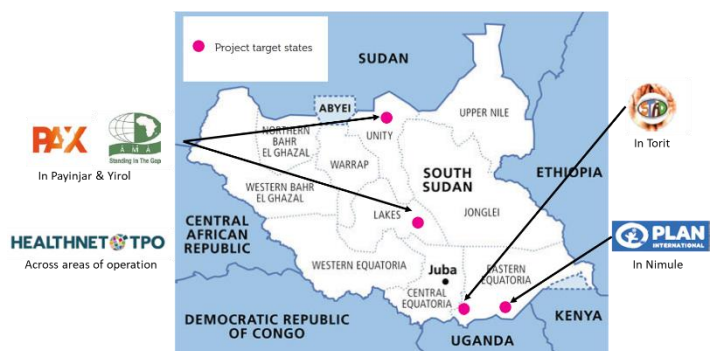 Project target states
SUDAN
ABYEI
UPPER NILE
NORTHERN
BAHR
EL GHAZAL
UNITY
WARRAP
SOUTH
SUDAN
ETHIOPIA
WESTERN BAHR
EL GHAZAL
LAKES
JONGLEI
CENTRAL
AFRICAN
REPUBLIC
WESTERN EQUATORIA
Juba
EASTERN
EQUATORIA
CENTRAL
EQUATORIA
DEMOCRATIC REPUBLIC
OF CONGO
UGANDA
KENYA
PAX
AMA
Standing In The Gap
In Payinjar & Yirol
HEALTHNET TPO
Across areas of operation
In Torit
PLAN
INTERNATIONAL
In Nimule